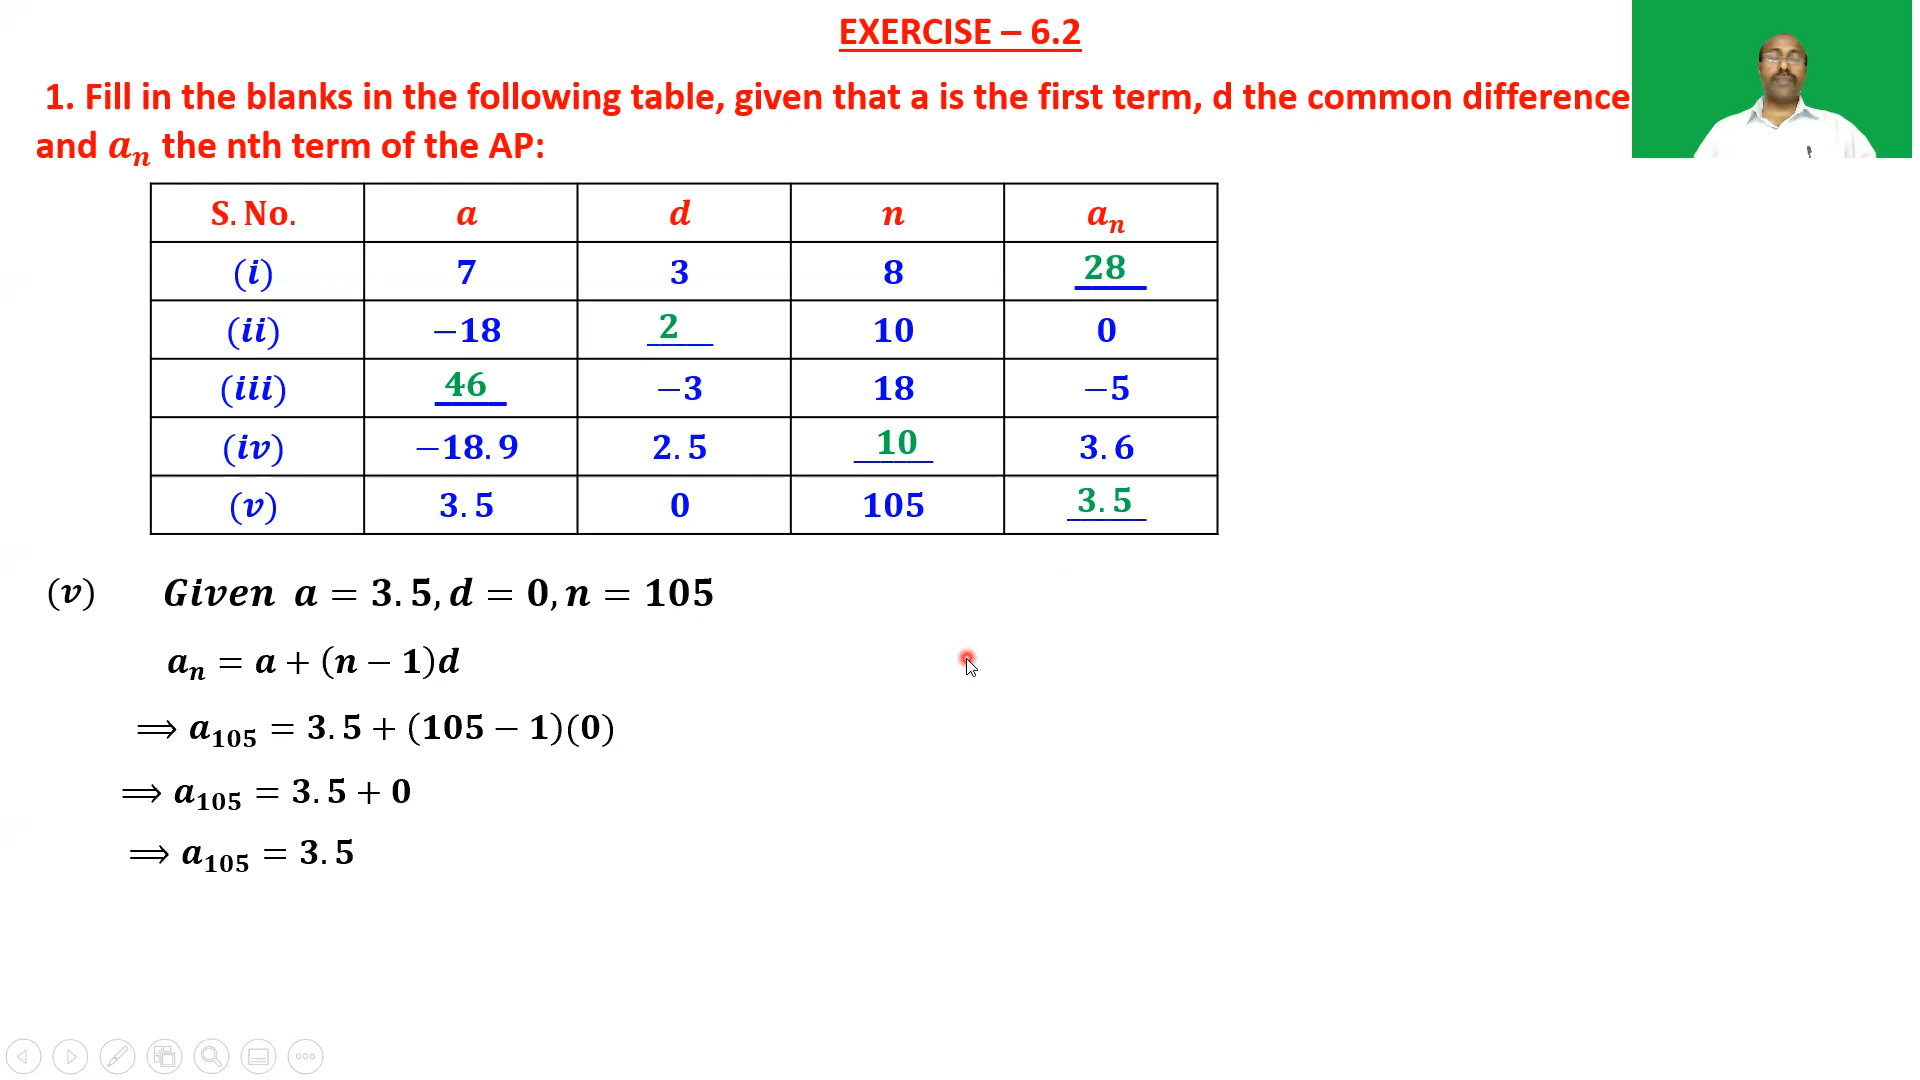 EXERCISE – 6.2
1. Fill in the blanks in the following table, given that a is the first term, d the common difference
and aₙ the nth term of the AP:
S. No. a d n aₙ
(i) 7 3 8 28
(ii) −18 2 10 0
(iii) 46 −3 18 −5
(iv) −18.9 2.5 10 3.6
(v) 3.5 0 105 3.5
(v) Given a = 3.5, d = 0, n = 105
aₙ = a + (n − 1)d
⟹ a₁₀₅ = 3.5 + (105 − 1)(0)
⟹ a₁₀₅ = 3.5 + 0
⟹ a₁₀₅ = 3.5